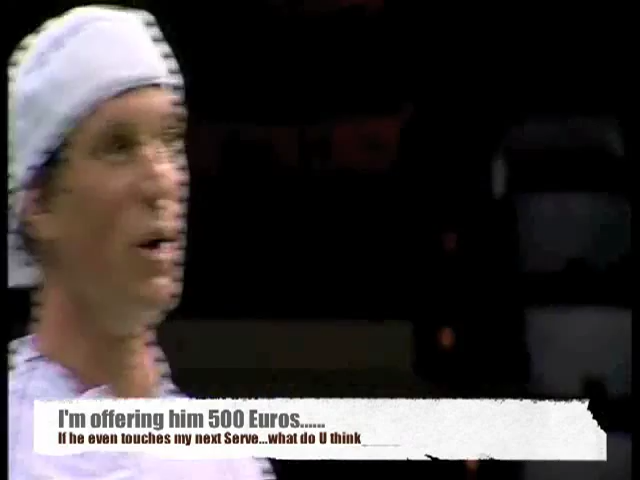 I'm offering him 500 Euros......
If he even touches my next Serve...what do U think